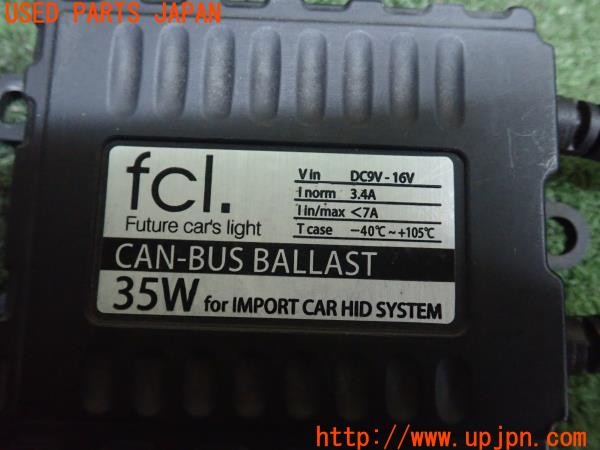 USED PARTS JAPAN
fcl.
Future car's light
V in DC9V - 16V
I norm 3.4A
I in/max <7A
T case -40℃ ~ +105℃
CAN-BUS BALLAST
35W for IMPORT CAR HID SYSTEM
http://www.upjpn.com